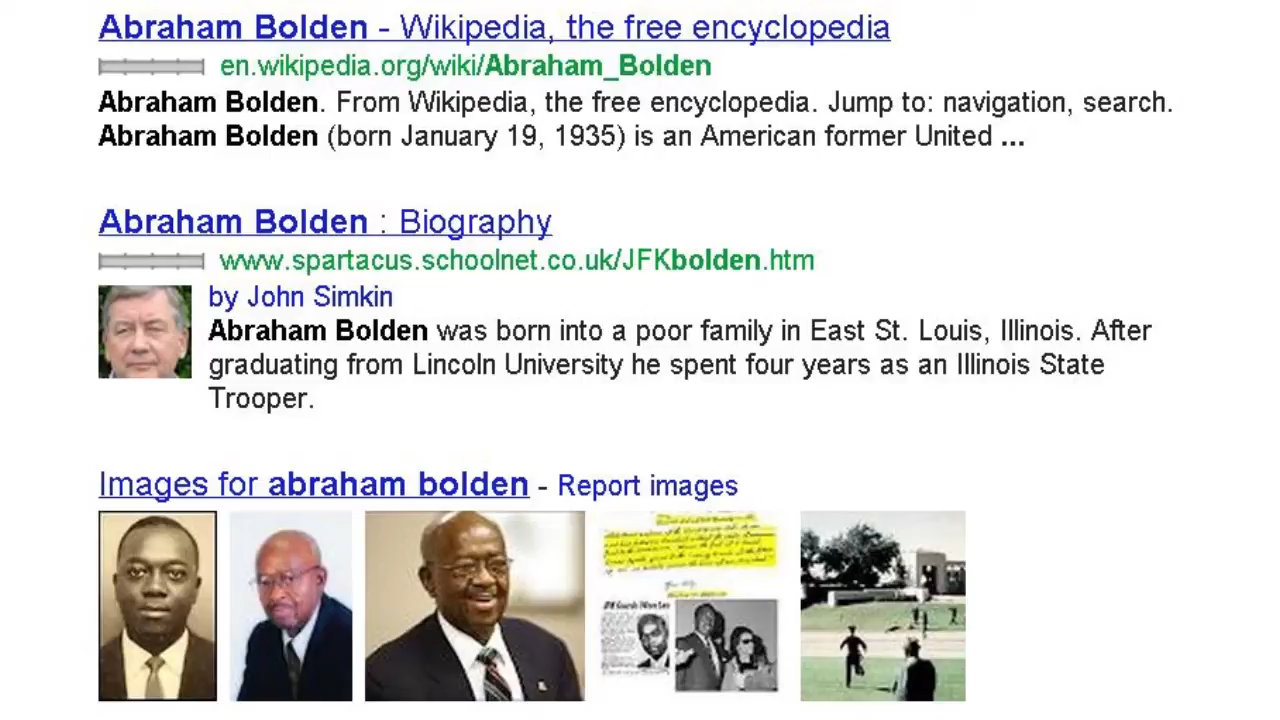 Abraham Bolden - Wikipedia, the free encyclopedia
en.wikipedia.org/wiki/Abraham_Bolden
Abraham Bolden. From Wikipedia, the free encyclopedia. Jump to: navigation, search.
Abraham Bolden (born January 19, 1935) is an American former United ...
Abraham Bolden : Biography
www.spartacus.schoolnet.co.uk/JFKbolden.htm
by John Simkin
Abraham Bolden was born into a poor family in East St. Louis, Illinois. After
graduating from Lincoln University he spent four years as an Illinois State
Trooper.
Images for abraham bolden - Report images